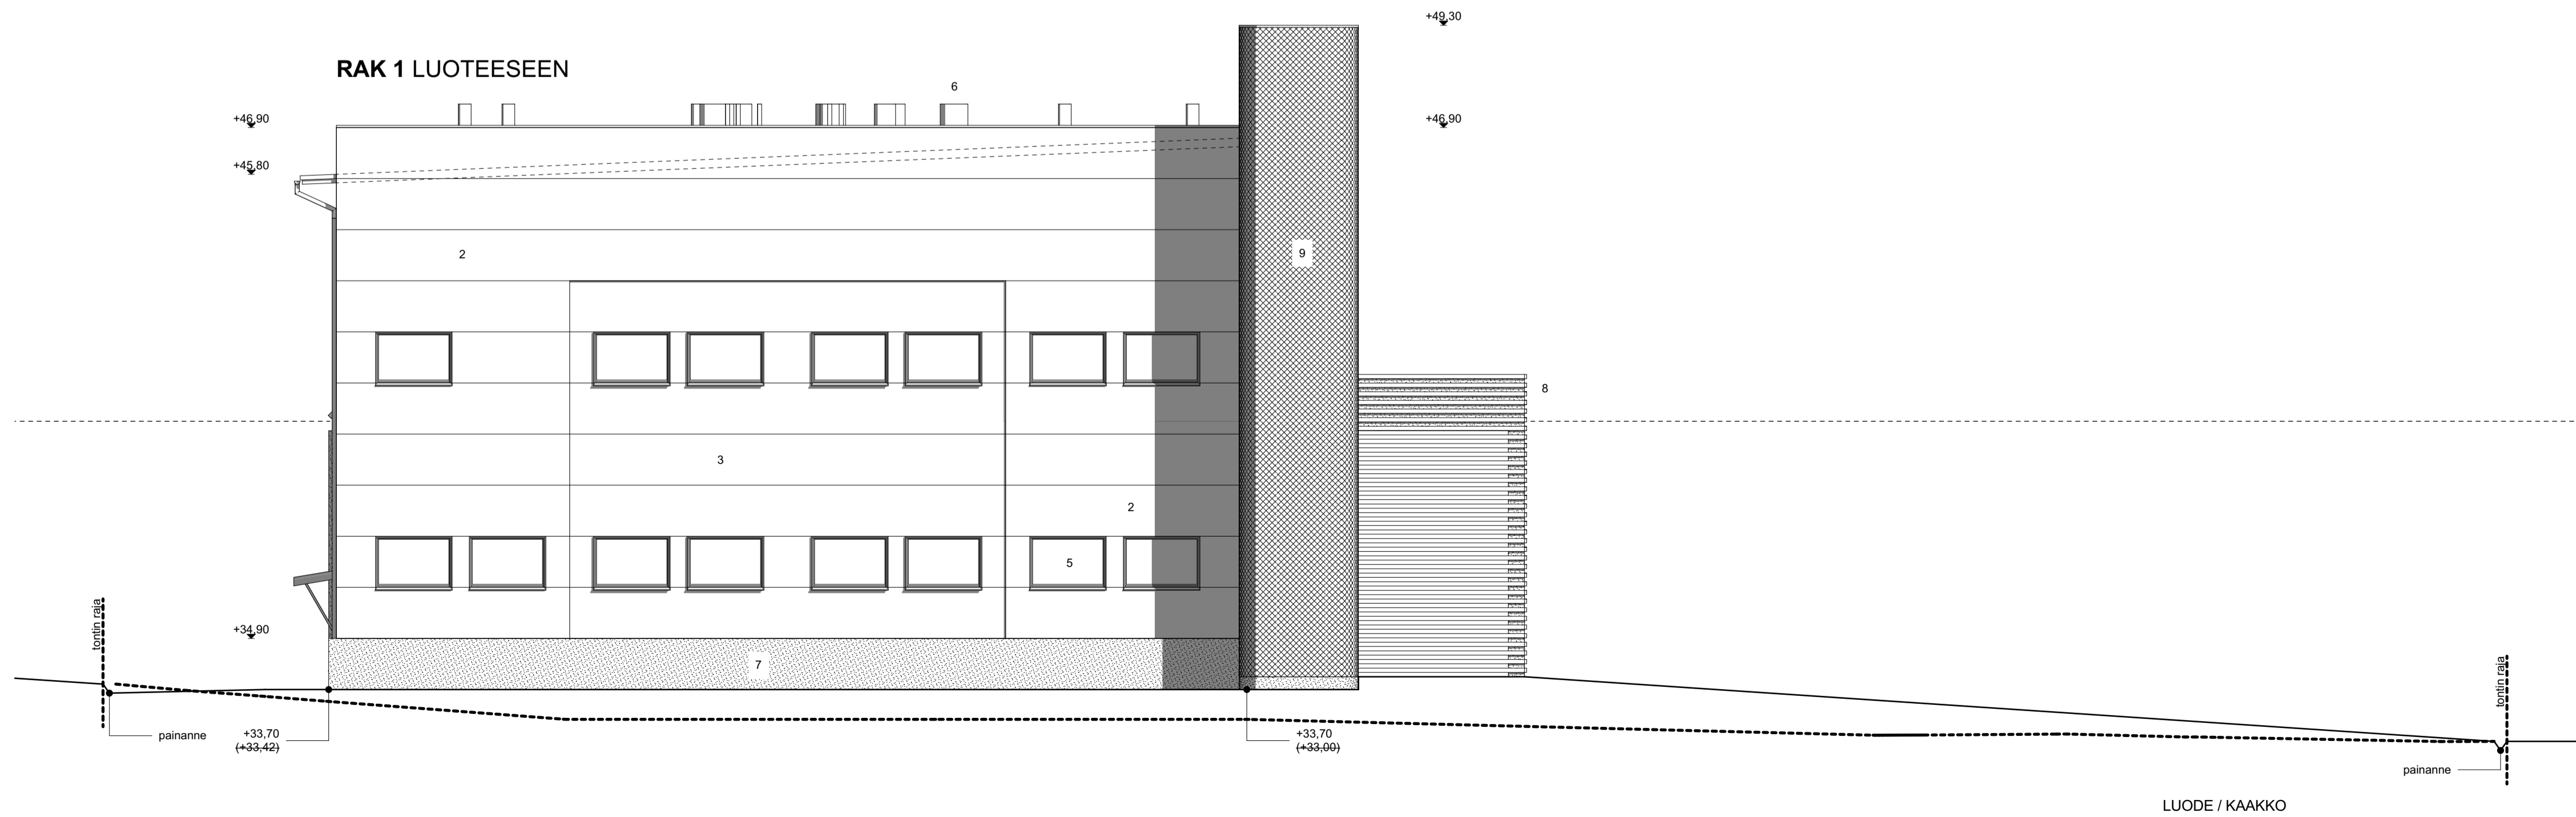 +49,30
RAK 1 LUOTEESEEN
6
+46,90
+46,90
+45,80
2
9
8
3
2
5
tontin raja
+34,90
7
tontin raja
painanne
+33,70
(+33,42)
+33,70
(+33,00)
painanne
LUODE / KAAKKO